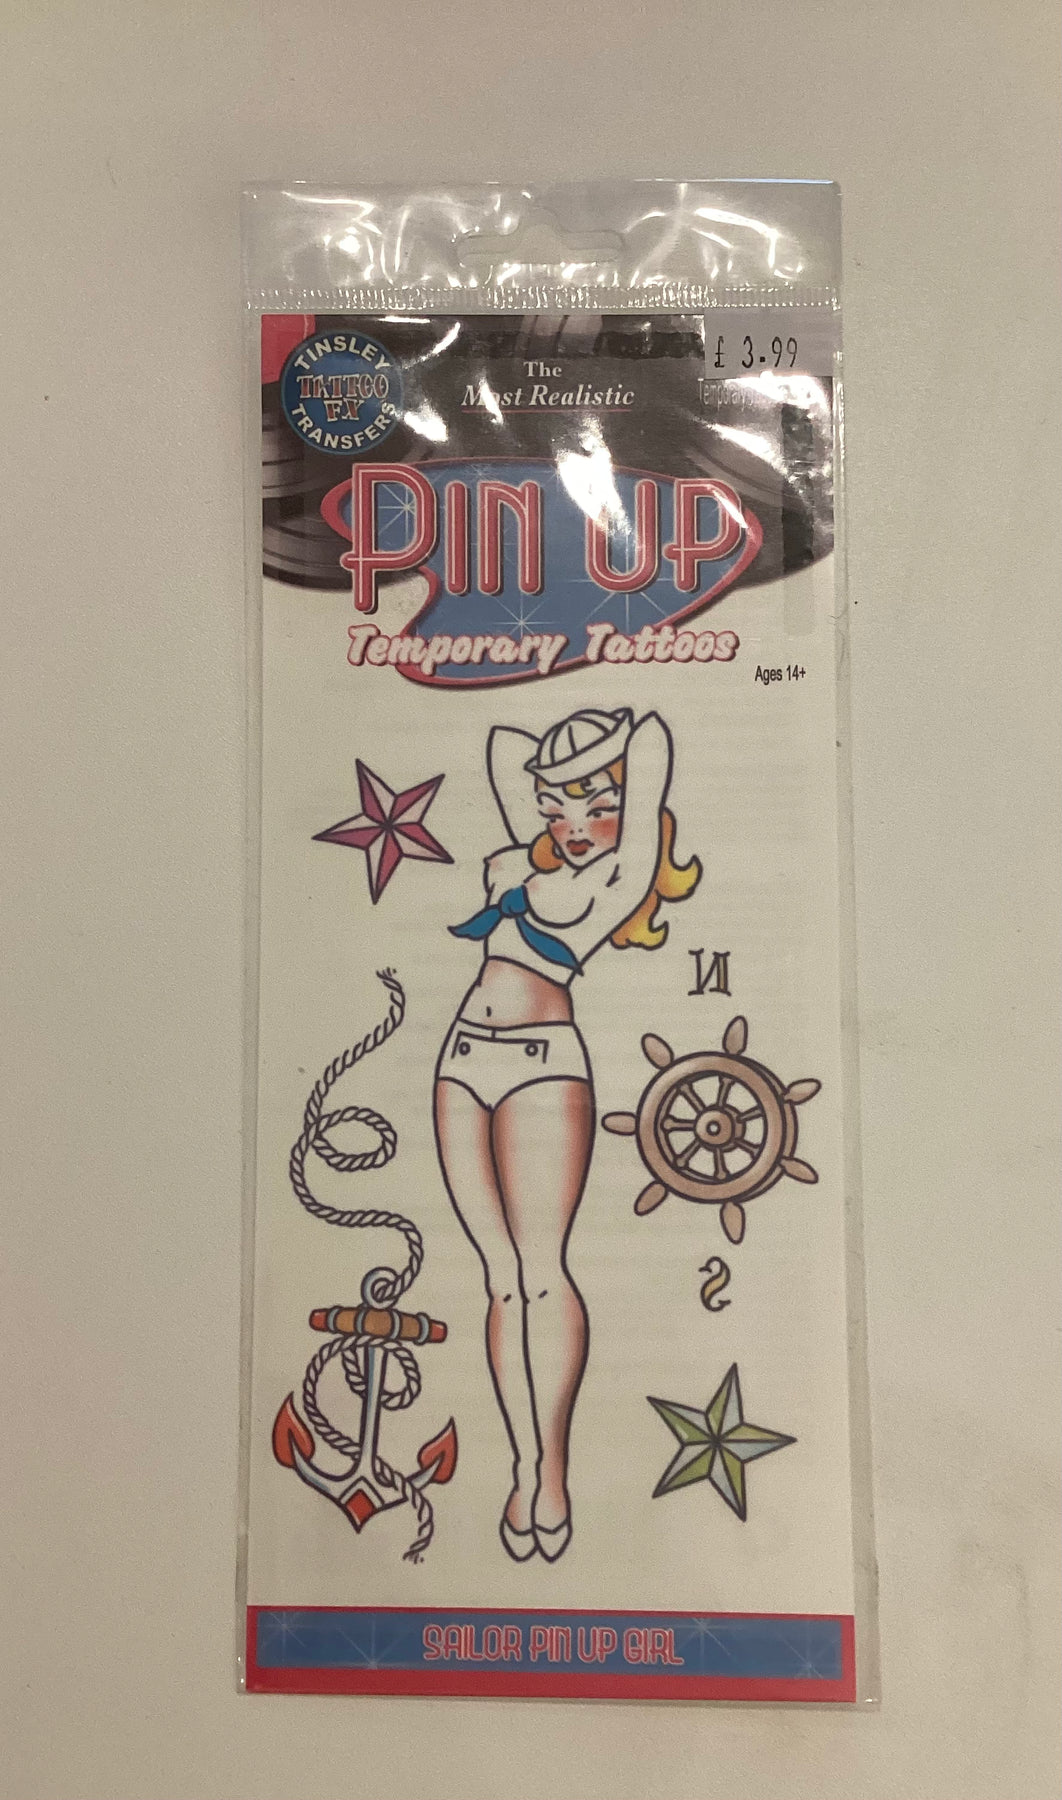 £ 3.99
TINSLEY
TATTOO
FX
TRANSFERS
The
Most Realistic
PIN UP
Temporary Tattoos
Ages 14+
N
S
SAILOR PIN UP GIRL